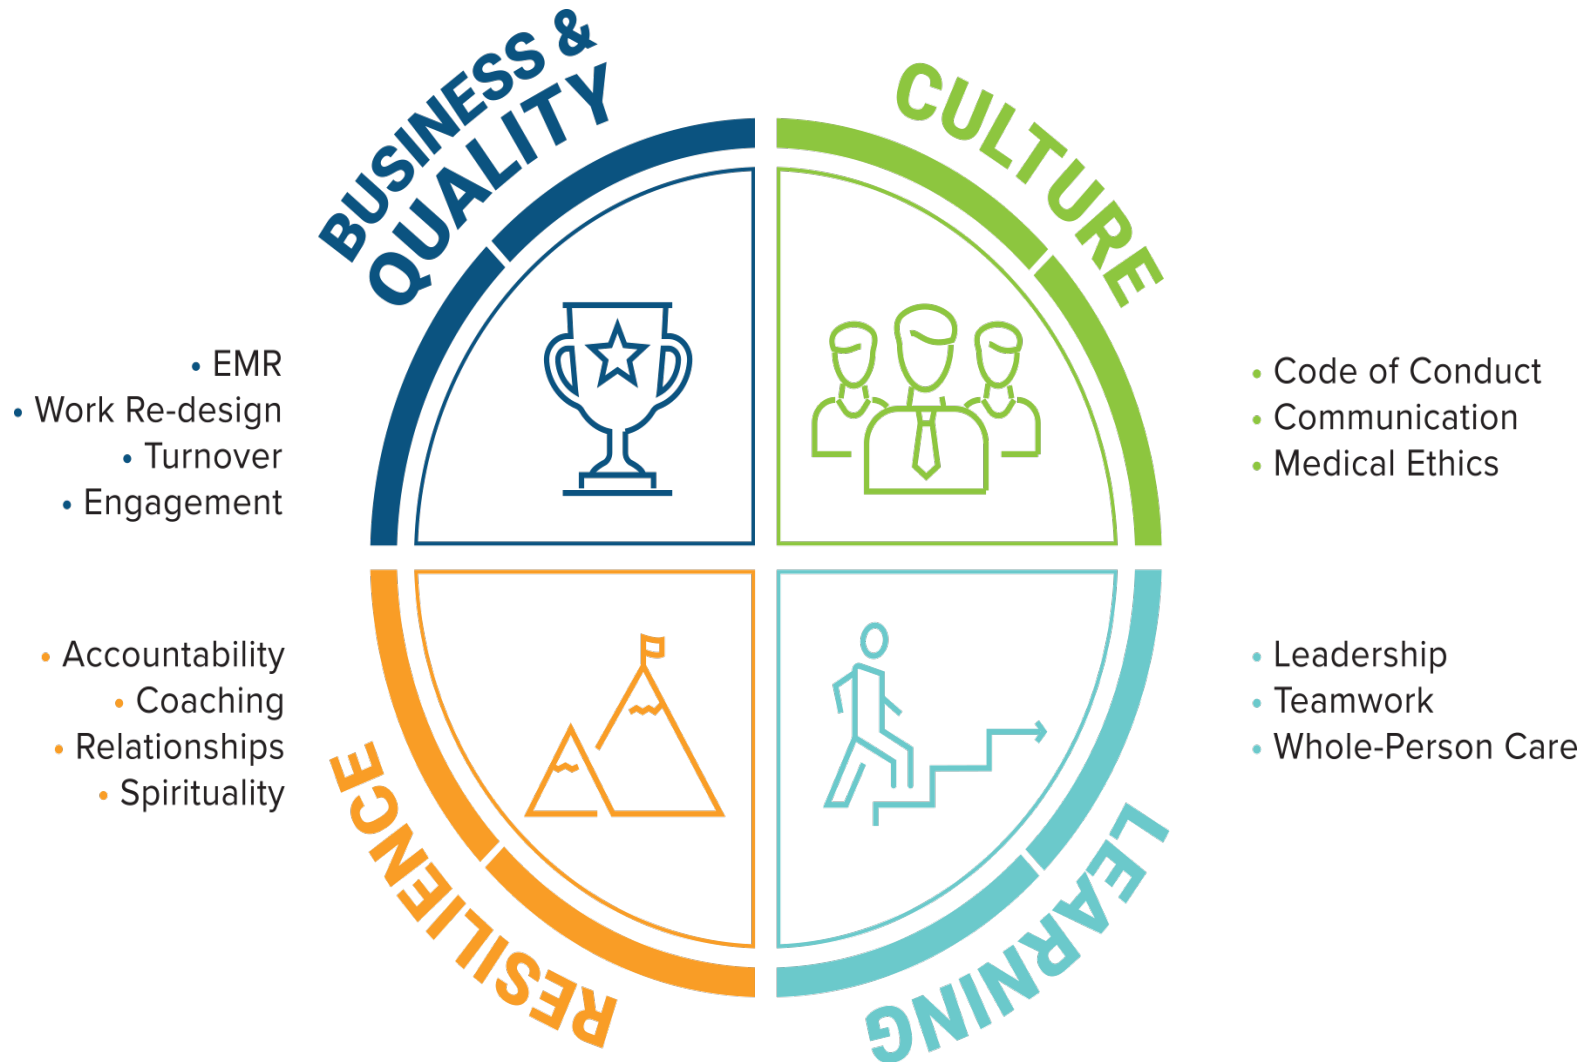 BUSINESS &
QUALITY
• EMR
• Work Re-design
• Turnover
• Engagement
CULTURE
• Code of Conduct
• Communication
• Medical Ethics
• Accountability
• Coaching
• Relationships
• Spirituality
RESILIENCE
• Leadership
• Teamwork
• Whole-Person Care
LEARNING